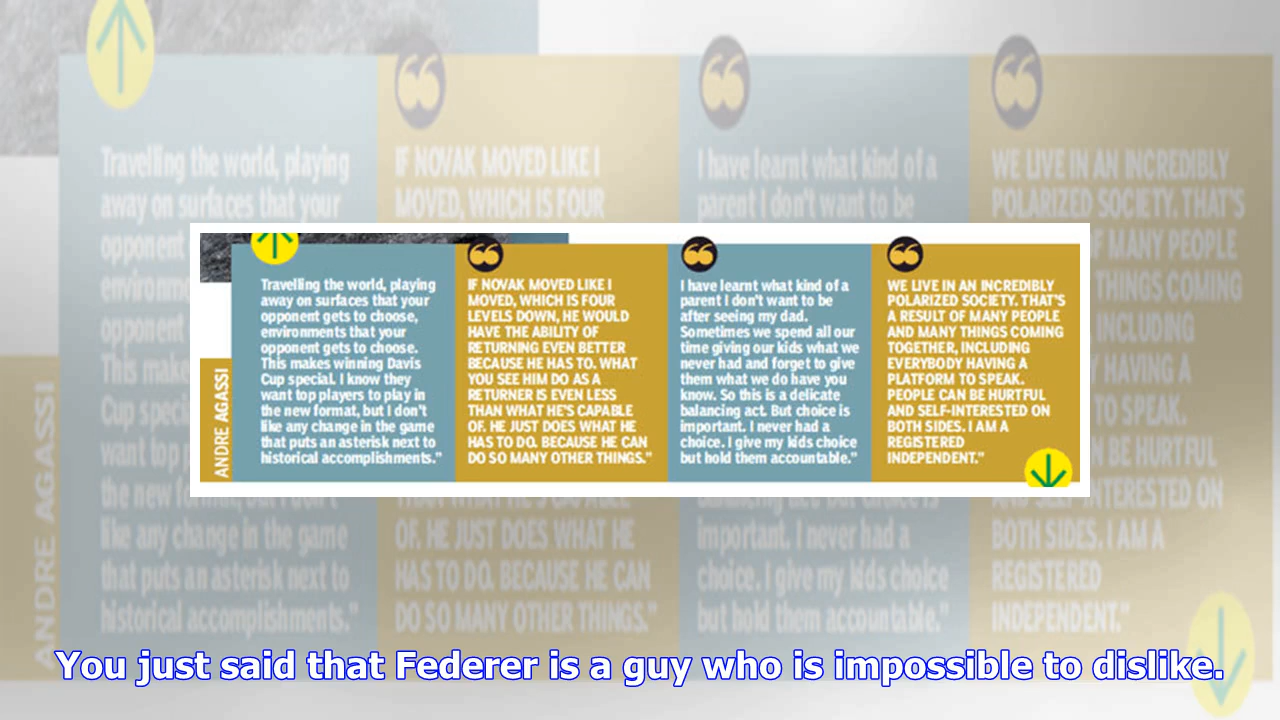 ANDRE AGASSI
Travelling the world, playing
away on surfaces that your
opponent gets to choose,
environments that your
opponent gets to choose.
This makes winning Davis
Cup special. I know they
want top players to play in
the new format, but I don't
like any change in the game
that puts an asterisk next to
historical accomplishments."
IF NOVAK MOVED LIKE I
MOVED, WHICH IS FOUR
LEVELS DOWN, HE WOULD
HAVE THE ABILITY OF
RETURNING EVEN BETTER
BECAUSE HE HAS TO. WHAT
YOU SEE HIM DO AS A
RETURNER IS EVEN LESS
THAN WHAT HE'S CAPABLE
OF. HE JUST DOES WHAT HE
HAS TO DO. BECAUSE HE CAN
DO SO MANY OTHER THINGS."
I have learnt what kind of a
parent I don't want to be
after seeing my dad.
Sometimes we spend all our
time giving our kids what we
never had and forget to give
them what we do have you
know. So this is a delicate
balancing act. But choice is
important. I never had a
choice. I give my kids choice
but hold them accountable."
WE LIVE IN AN INCREDIBLY
POLARIZED SOCIETY. THAT'S
A RESULT OF MANY PEOPLE
AND MANY THINGS COMING
TOGETHER, INCLUDING
EVERYBODY HAVING A
PLATFORM TO SPEAK.
PEOPLE CAN BE HURTFUL
AND SELF-INTERESTED ON
BOTH SIDES. I AM A
REGISTERED
INDEPENDENT."
You just said that Federer is a guy who is impossible to dislike.